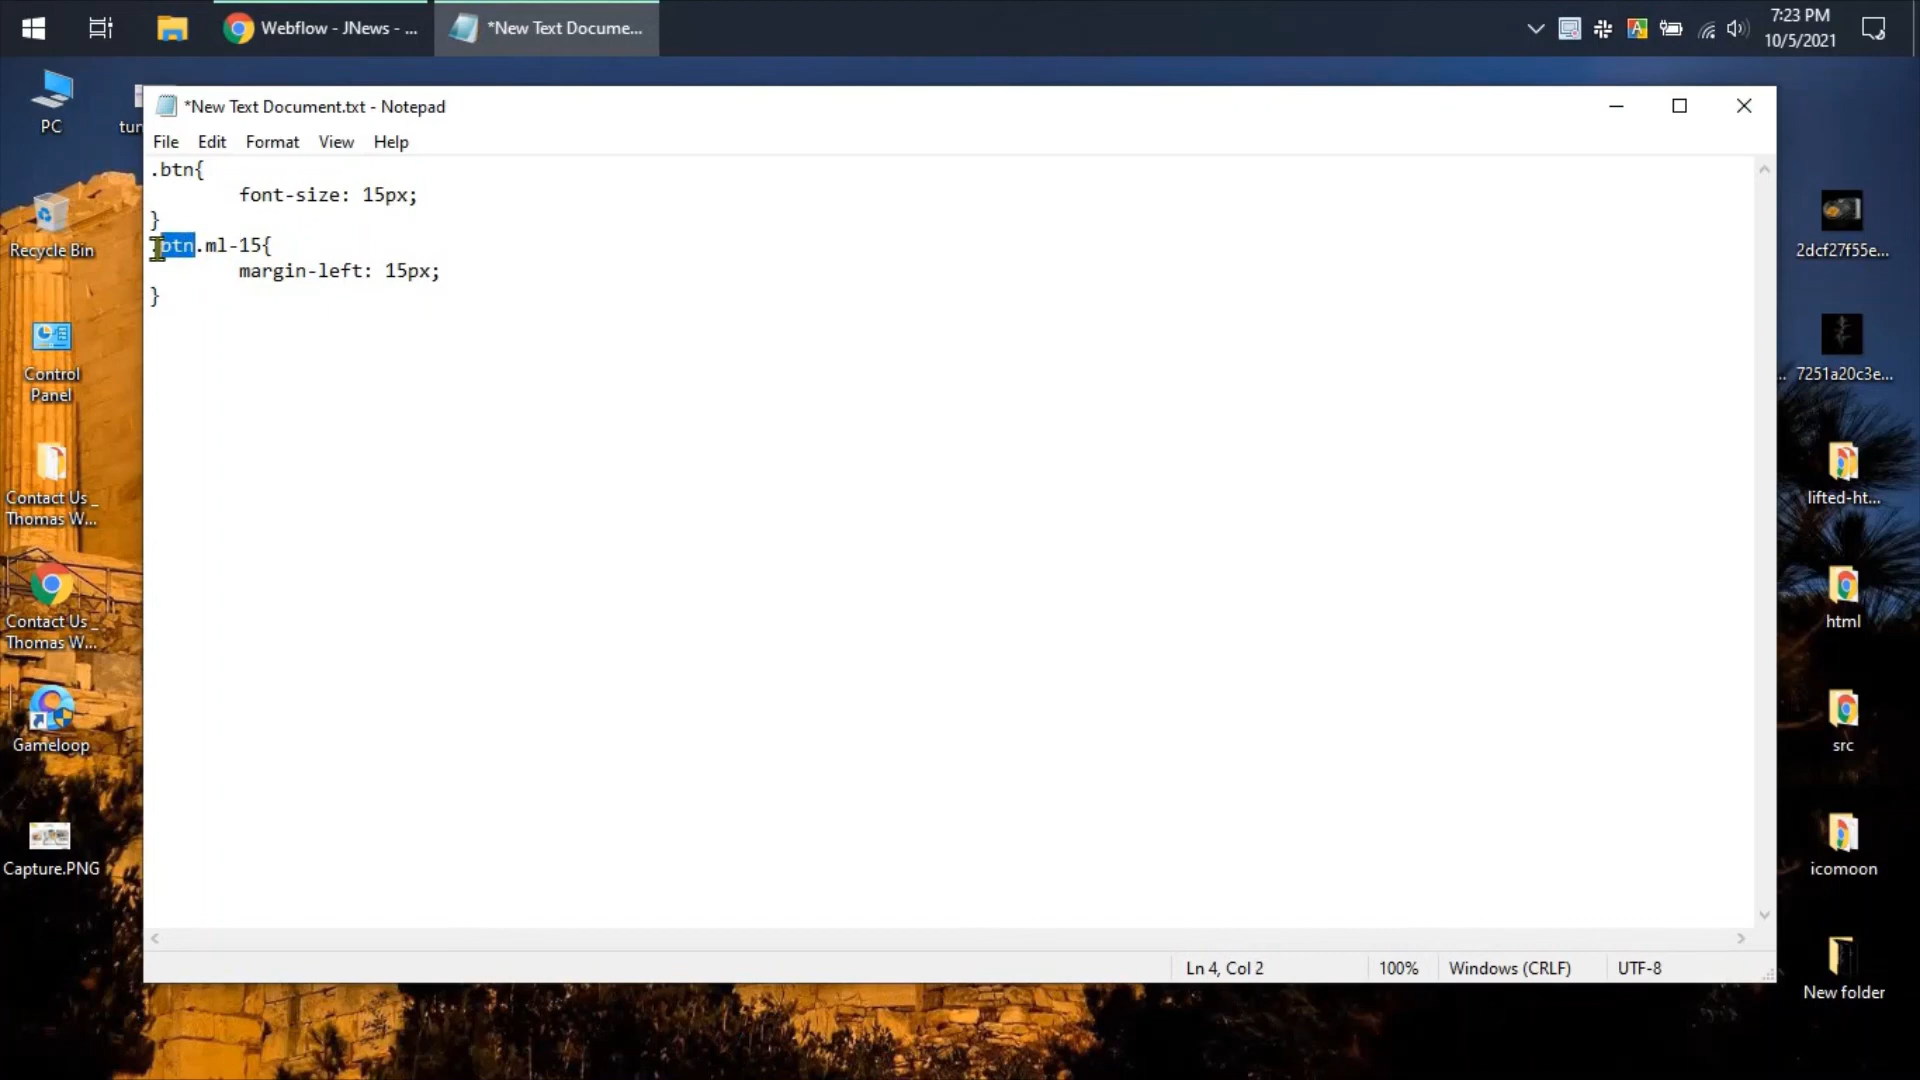 Webflow - JNews - ...
*New Text Docume...
7:23 PM
10/5/2021
PC
Recycle Bin
Control
Panel
Contact Us _
Thomas W...
Contact Us _
Thomas W...
Gameloop
Capture.PNG
*New Text Document.txt - Notepad
File Edit Format View Help
.btn{
font-size: 15px;
}
.btn.ml-15{
margin-left: 15px;
}
Ln 4, Col 2
100%
Windows (CRLF)
UTF-8
2dcf27f55e...
7251a20c3e...
lifted-ht...
html
src
icomoon
New folder